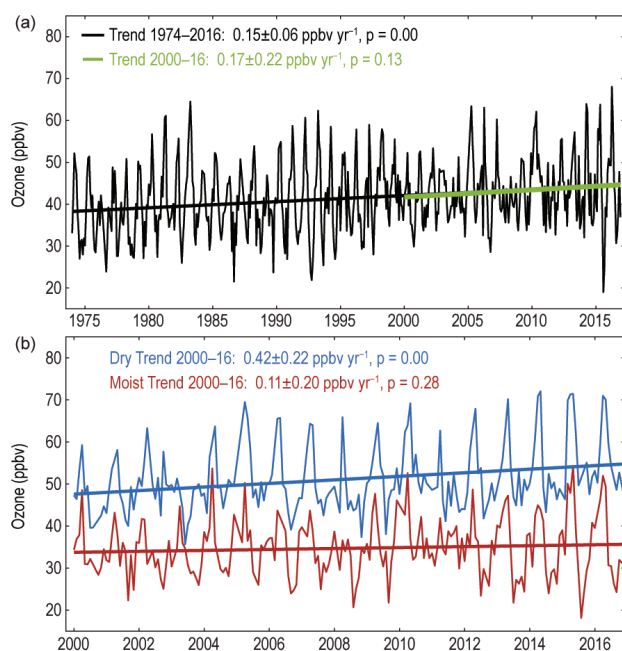 (a)
Trend 1974–2016: 0.15±0.06 ppbv yr⁻¹, p = 0.00
Trend 2000–16: 0.17±0.22 ppbv yr⁻¹, p = 0.13
Ozone (ppbv)
80
70
60
50
40
30
20
1975 1980 1985 1990 1995 2000 2005 2010 2015
(b)
Dry Trend 2000–16: 0.42±0.22 ppbv yr⁻¹, p = 0.00
Moist Trend 2000–16: 0.11±0.20 ppbv yr⁻¹, p = 0.28
Ozone (ppbv)
80
70
60
50
40
30
20
2000 2002 2004 2006 2008 2010 2012 2014 2016